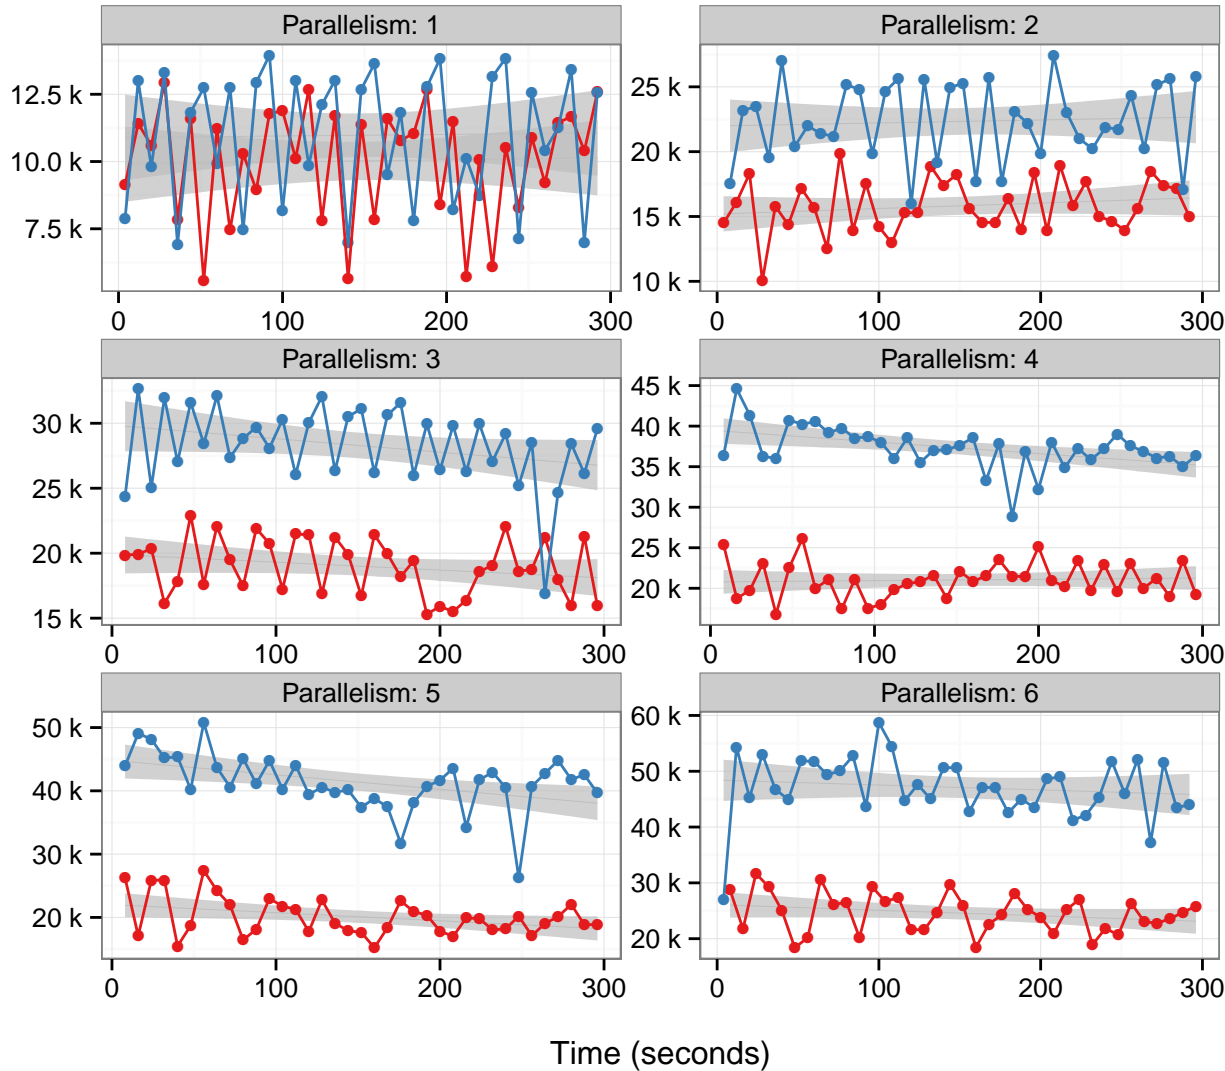 Parallelism: 1
Parallelism: 2
12.5 k
10.0 k
7.5 k
25 k
20 k
15 k
10 k
0 100 200 300
0 100 200 300
Parallelism: 3
Parallelism: 4
30 k
25 k
20 k
15 k
45 k
40 k
35 k
30 k
25 k
20 k
0 100 200 300
0 100 200 300
Parallelism: 5
Parallelism: 6
50 k
40 k
30 k
20 k
60 k
50 k
40 k
30 k
20 k
0 100 200 300
0 100 200 300
Time (seconds)